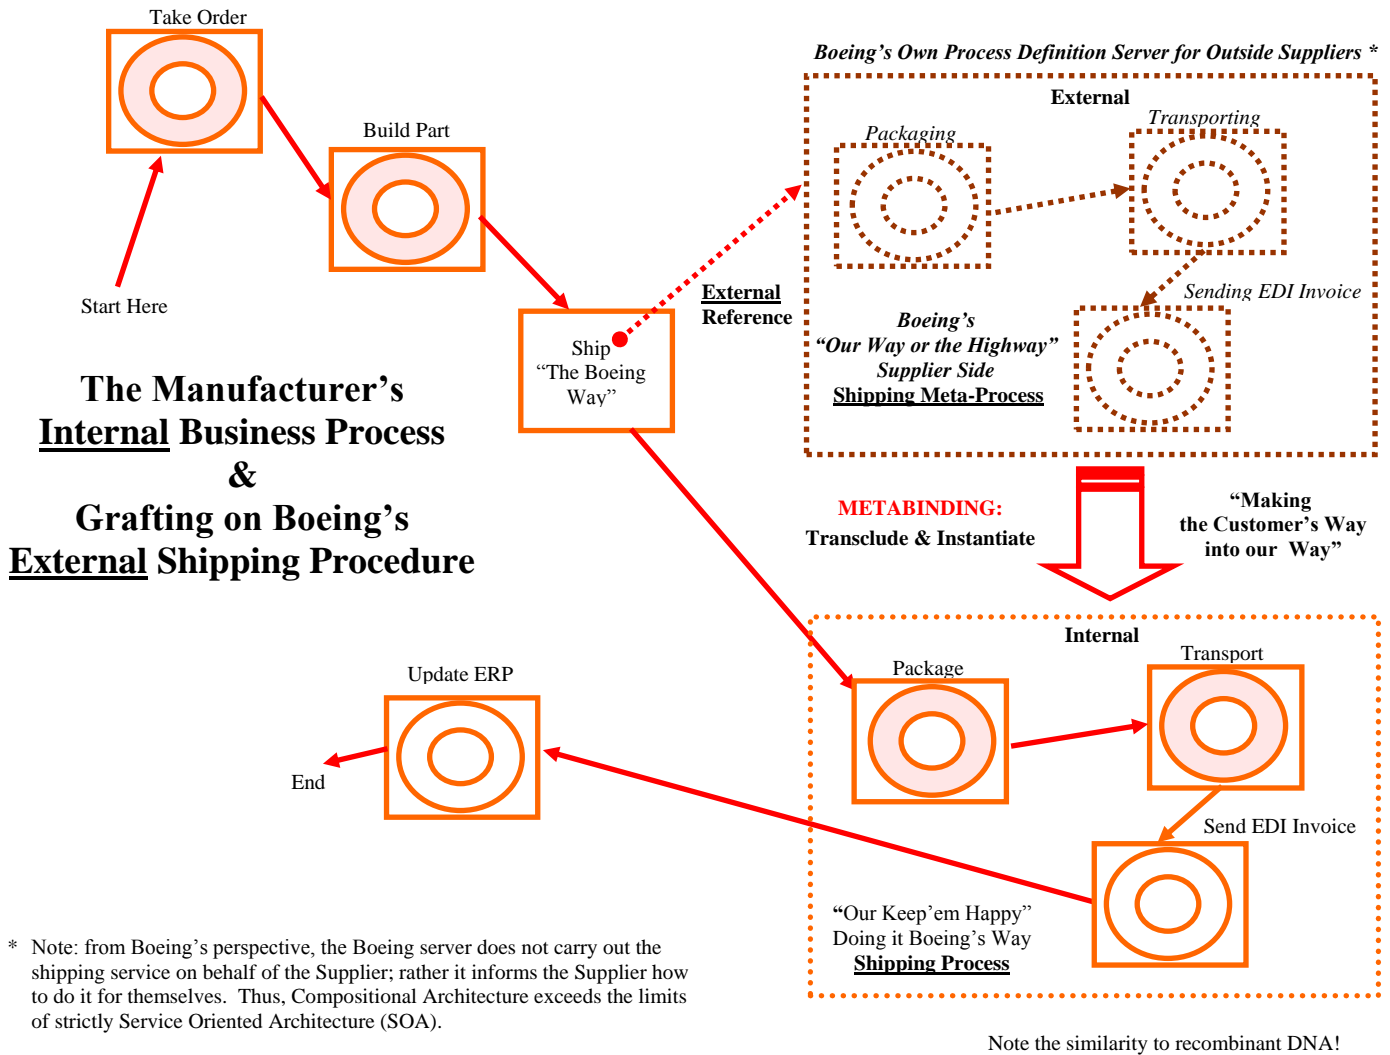 Take Order
Build Part
Start Here
Boeing's Own Process Definition Server for Outside Suppliers *
External
Packaging
Transporting
Sending EDI Invoice
Boeing's
“Our Way or the Highway”
Supplier Side
Shipping Meta-Process
External
Reference
Ship
“The Boeing
Way”
The Manufacturer’s
Internal Business Process
&
Grafting on Boeing’s
External Shipping Procedure
METABINDING:
Transclude & Instantiate
“Making
the Customer’s Way
into our Way”
Internal
Package
Transport
Send EDI Invoice
“Our Keep’em Happy”
Doing it Boeing’s Way
Shipping Process
Update ERP
End
* Note: from Boeing’s perspective, the Boeing server does not carry out the
shipping service on behalf of the Supplier; rather it informs the Supplier how
to do it for themselves. Thus, Compositional Architecture exceeds the limits
of strictly Service Oriented Architecture (SOA).
Note the similarity to recombinant DNA!